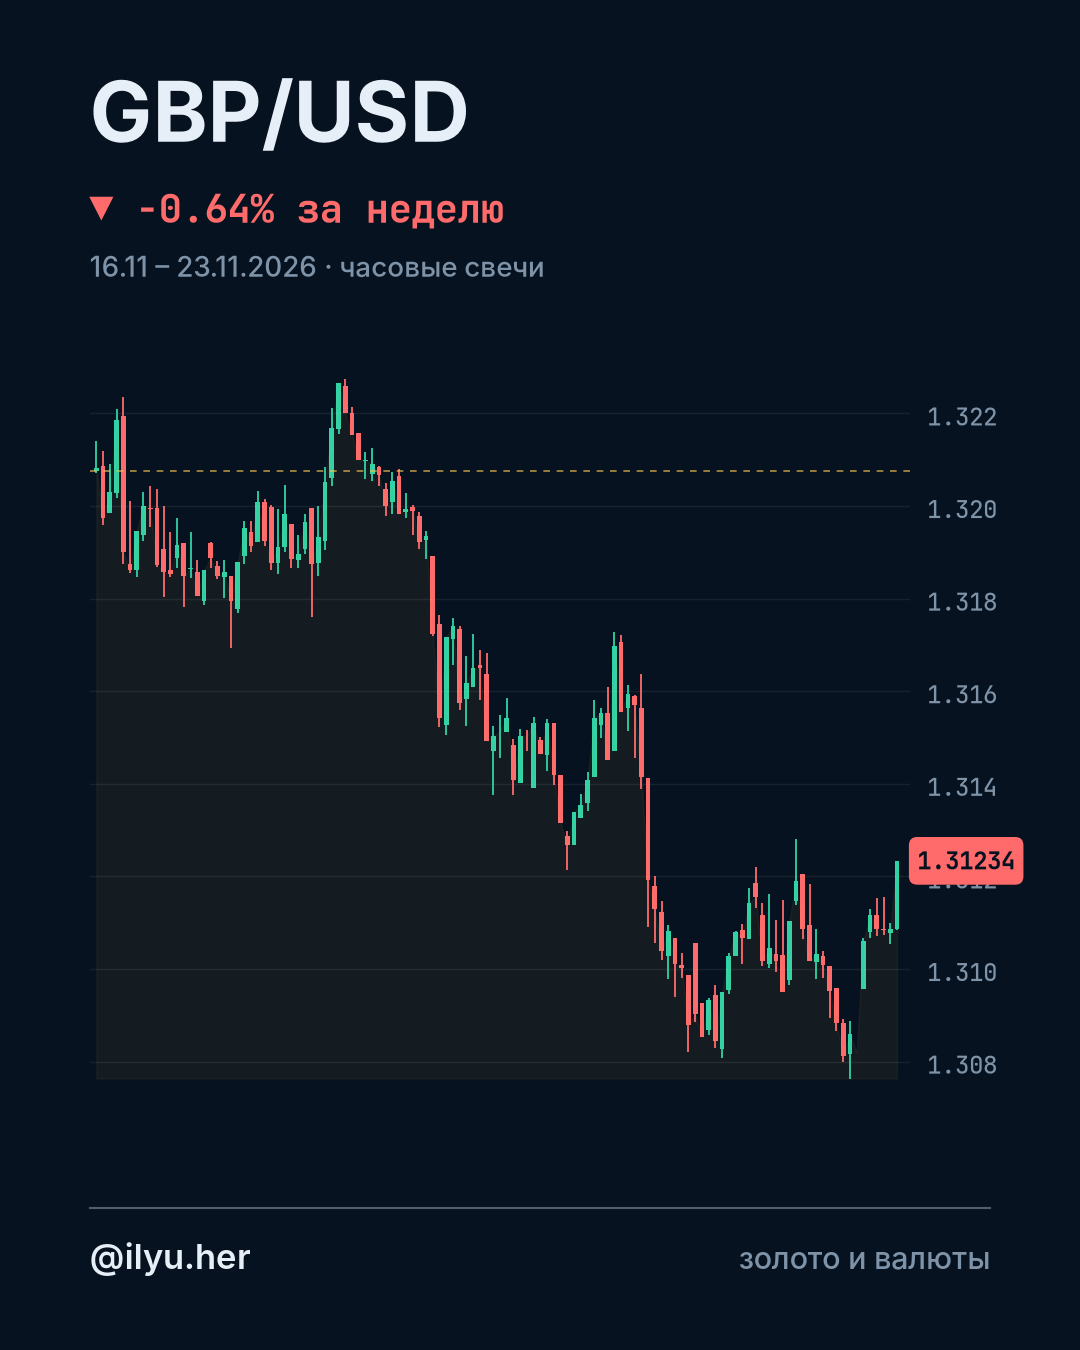 GBP/USD
▼ -0.64% за неделю
16.11 – 23.11.2026 · часовые свечи
1.322
1.320
1.318
1.316
1.314
1.31234
1.310
1.308
@ilyu.her
золото и валюты